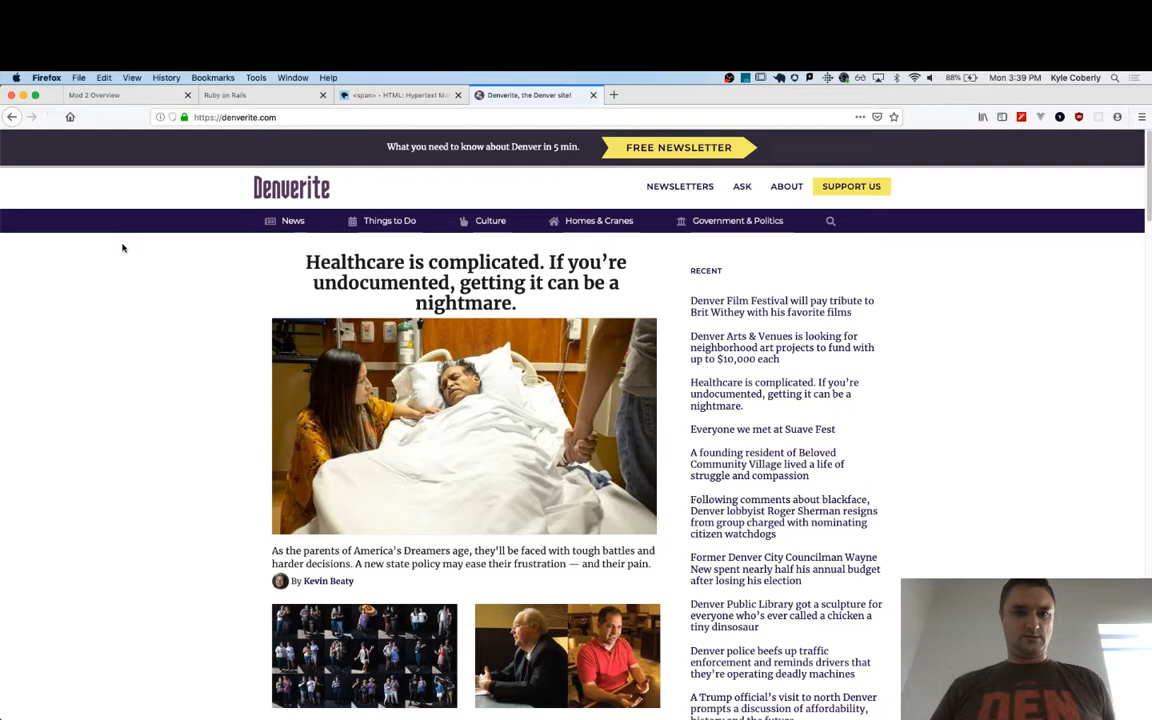 Firefox File Edit View History Bookmarks Tools Window Help 88% Mon 3:39 PM Kyle Coberly
Mod 2 Overview Ruby on Rails <span> - HTML: Hypertext Ma Denverite, the Denver site!
https://denverite.com
What you need to know about Denver in 5 min. FREE NEWSLETTER
Denverite NEWSLETTERS ASK ABOUT SUPPORT US
News Things to Do Culture Homes & Cranes Government & Politics
Healthcare is complicated. If you're
undocumented, getting it can be a
nightmare.
As the parents of America's Dreamers age, they'll be faced with tough battles and
harder decisions. A new state policy may ease their frustration — and their pain.
By Kevin Beaty
RECENT
Denver Film Festival will pay tribute to
Brit Withey with his favorite films
Denver Arts & Venues is looking for
neighborhood art projects to fund with
up to $10,000 each
Healthcare is complicated. If you're
undocumented, getting it can be a
nightmare.
Everyone we met at Suave Fest
A founding resident of Beloved
Community Village lived a life of
struggle and compassion
Following comments about blackface,
Denver lobbyist Roger Sherman resigns
from group charged with nominating
citizen watchdogs
Former Denver City Councilman Wayne
New spent nearly half his annual budget
after losing his election
Denver Public Library got a sculpture for
everyone who's ever called a chicken a
tiny dinsosaur
Denver police beefs up traffic
enforcement and reminds drivers that
they're operating deadly machines
A Trump official's visit to north Denver
prompts a discussion of affordability,
history and the future
DEN